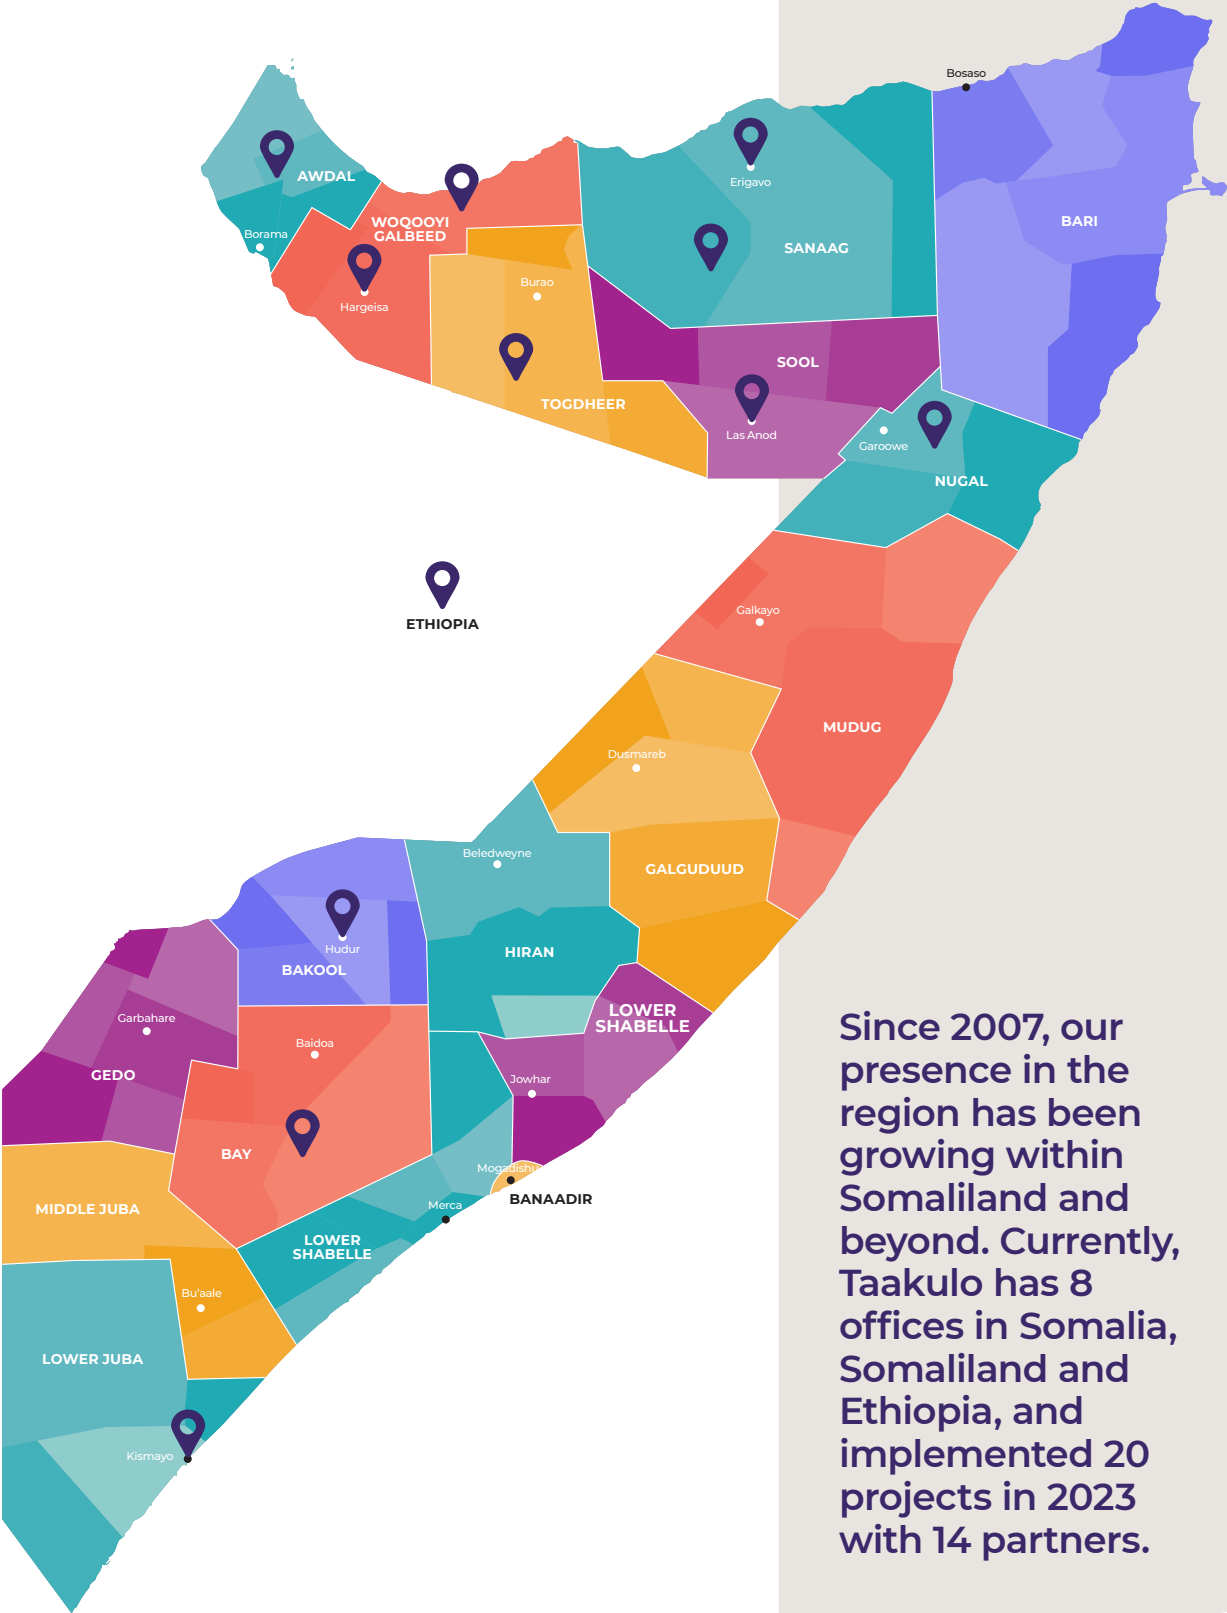 Bosaso
AWDAL
Erigavo
WOQOOYI
GALBEED
BARI
Borama
SANAAG
Burao
Hargeisa
SOOL
TOGDHEER
Las Anod
Garoowe
NUGAL
Galkayo
ETHIOPIA
MUDUG
Dusmareb
Beledweyne
GALGUDUUD
Hudur
HIRAN
BAKOOL
LOWER
SHABELLE
Garbahare
Baidoa
GEDO
Jowhar
BAY
Mogadishu
BANAADIR
MIDDLE JUBA
Merca
LOWER
SHABELLE
Bu'aale
LOWER JUBA
Kismayo
Since 2007, our
presence in the
region has been
growing within
Somaliland and
beyond. Currently,
Taakulo has 8
offices in Somalia,
Somaliland and
Ethiopia, and
implemented 20
projects in 2023
with 14 partners.